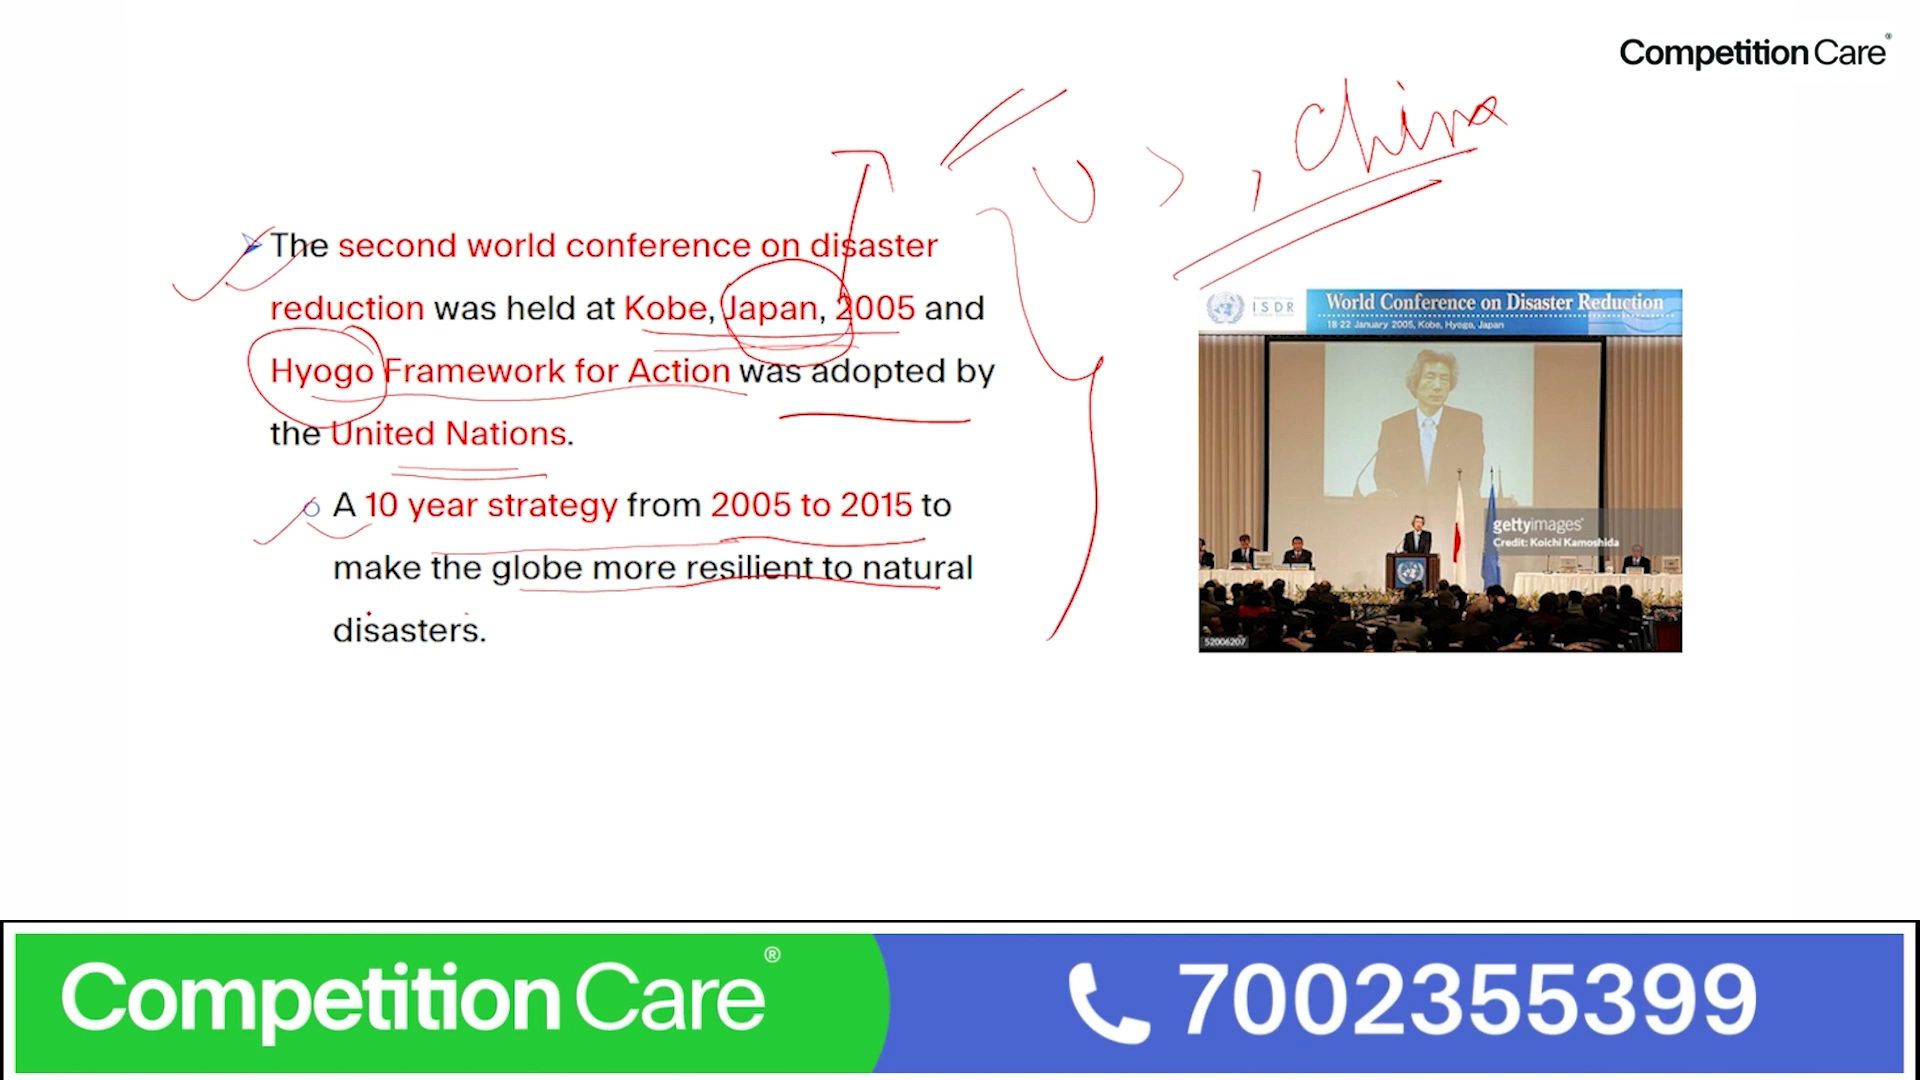 Competition Care
China
The second world conference on disaster
reduction was held at Kobe, Japan, 2005 and
Hyogo Framework for Action was adopted by
the United Nations.
A 10 year strategy from 2005 to 2015 to
make the globe more resilient to natural
disasters.
ISDR
World Conference on Disaster Reduction
18-22 January 2005, Kobe, Hyogo, Japan
gettyimages®
Credit: Koichi Kamoshida
52006207
Competition Care®
7002355399